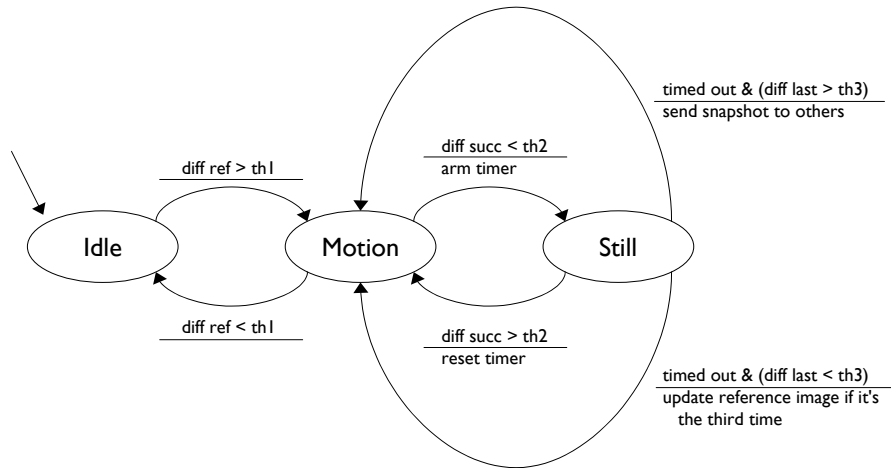 timed out & (diff last > th3)
send snapshot to others
diff ref > th1
diff succ < th2
arm timer
Idle
Motion
Still
diff ref < th1
diff succ > th2
reset timer
timed out & (diff last < th3)
update reference image if it's
the third time